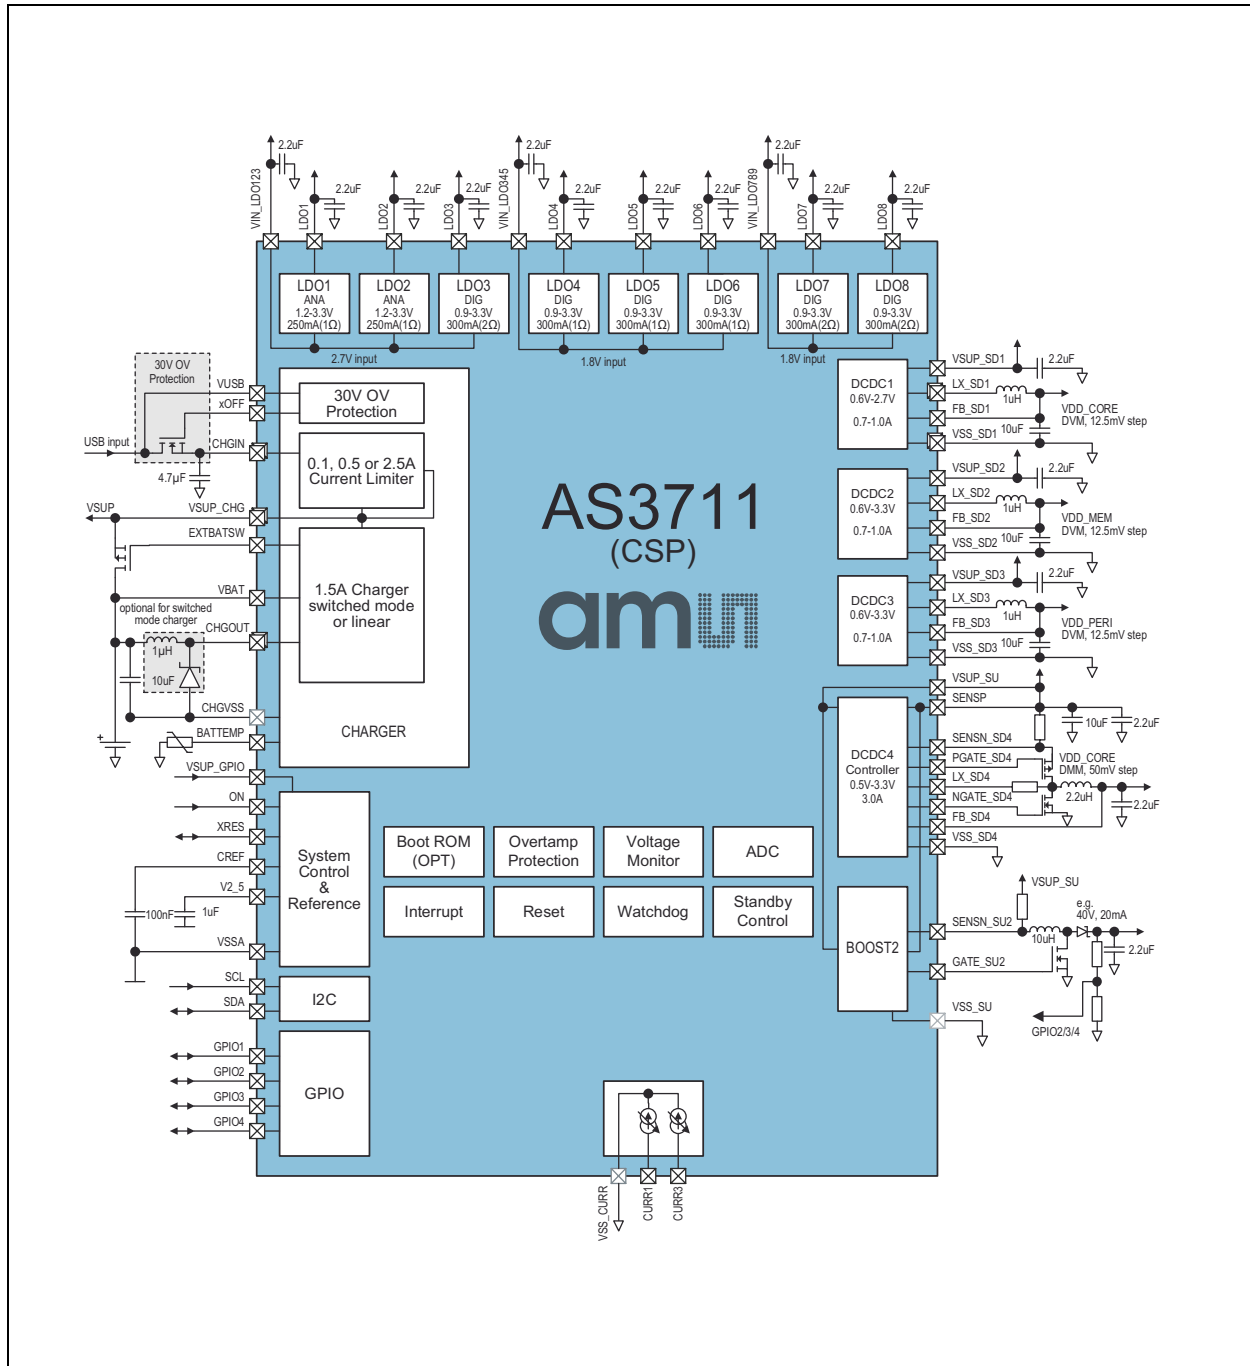 2.2uF
2.2uF
2.2uF
2.2uF
2.2uF
2.2uF
2.2uF
2.2uF
2.2uF
2.2uF
2.2uF
VIN_LDO123
LDO1
LDO2
LDO3
VIN_LDO345
LDO4
LDO5
LDO6
VIN_LDO789
LDO7
LDO8
LDO1
ANA
1.2-3.3V
250mA(1Ω)
LDO2
ANA
1.2-3.3V
250mA(1Ω)
LDO3
DIG
0.9-3.3V
300mA(2Ω)
LDO4
DIG
0.9-3.3V
300mA(1Ω)
LDO5
DIG
0.9-3.3V
300mA(1Ω)
LDO6
DIG
0.9-3.3V
300mA(1Ω)
LDO7
DIG
0.9-3.3V
300mA(2Ω)
LDO8
DIG
0.9-3.3V
300mA(2Ω)
2.7V input
1.8V input
1.8V input
30V OV
Protection
VUSB
xOFF
USB input
CHGIN
4.7µF
VSUP
VSUP_CHG
EXTBATSW
VBAT
optional for switched
mode charger
CHGOUT
1µH
10uF
CHGVSS
+
BATTEMP
30V OV
Protection
0.1, 0.5 or 2.5A
Current Limiter
1.5A Charger
switched mode
or linear
CHARGER
AS3711
(CSP)
am
DCDC1
0.6V-2.7V
0.7-1.0A
VSUP_SD1
2.2uF
LX_SD1
1uH
FB_SD1
10uF
VDD_CORE
DVM, 12.5mV step
VSS_SD1
DCDC2
0.6V-3.3V
0.7-1.0A
VSUP_SD2
2.2uF
LX_SD2
1uH
FB_SD2
10uF
VDD_MEM
DVM, 12.5mV step
VSS_SD2
DCDC3
0.6V-3.3V
0.7-1.0A
VSUP_SD3
2.2uF
LX_SD3
1uH
FB_SD3
10uF
VDD_PERI
DVM, 12.5mV step
VSS_SD3
VSUP_SU
SENSP
10uF
2.2uF
DCDC4
Controller
0.5V-3.3V
3.0A
SENSN_SD4
PGATE_SD4
VDD_CORE
DMM, 50mV step
LX_SD4
2.2uH
NGATE_SD4
2.2uF
FB_SD4
VSS_SD4
VSUP_SU
BOOST2
SENSN_SU2
10uH
e.g.
40V, 20mA
2.2uF
GATE_SU2
VSS_SU
GPIO2/3/4
VSUP_GPIO
ON
XRES
CREF
V2_5
100nF
1uF
VSSA
System
Control
&
Reference
Boot ROM
(OPT)
Overtamp
Protection
Voltage
Monitor
ADC
Interrupt
Reset
Watchdog
Standby
Control
SCL
SDA
I2C
GPIO1
GPIO2
GPIO3
GPIO4
GPIO
VSS_CURR
CURR1
CURR3